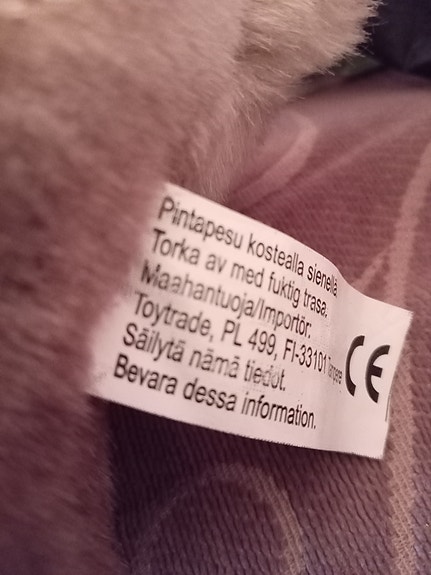 Pintapesu kostealla sienellä
Torka av med fuktig trasa.
Maahantuoja/Importör:
Toytrade, PL 499, FI-33101 Tampere
Säilytä nämä tiedot.
Bevara dessa information.
CE